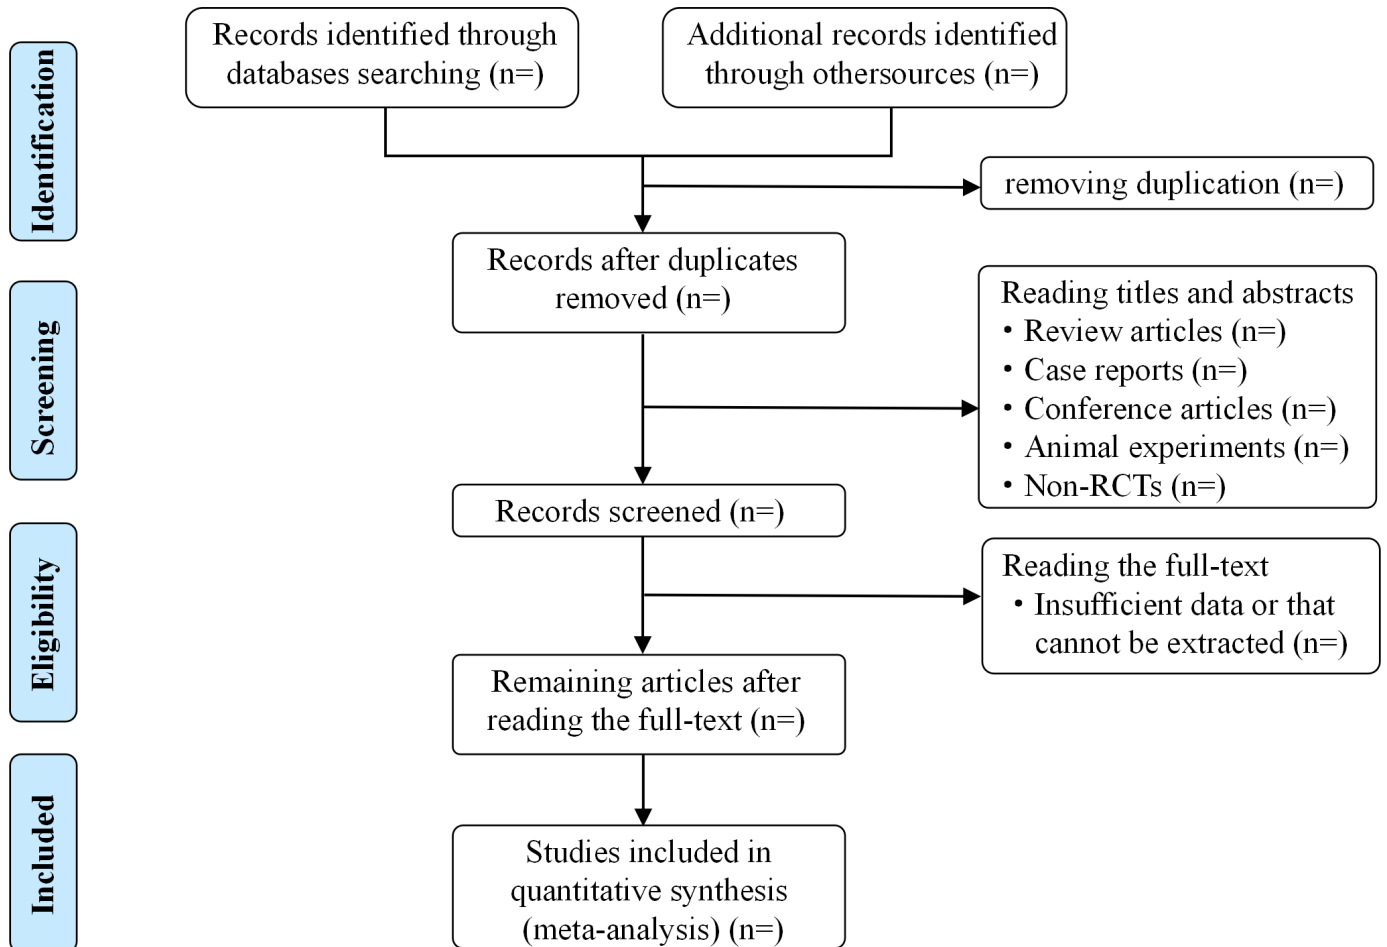 Records identified through
databases searching (n=)
Additional records identified
through othersources (n=)
Identification
removing duplication (n=)
Records after duplicates
removed (n=)
Screening
Reading titles and abstracts
• Review articles (n=)
• Case reports (n=)
• Conference articles (n=)
• Animal experiments (n=)
• Non-RCTs (n=)
Records screened (n=)
Eligibility
Reading the full-text
• Insufficient data or that
cannot be extracted (n=)
Remaining articles after
reading the full-text (n=)
Included
Studies included in
quantitative synthesis
(meta-analysis) (n=)